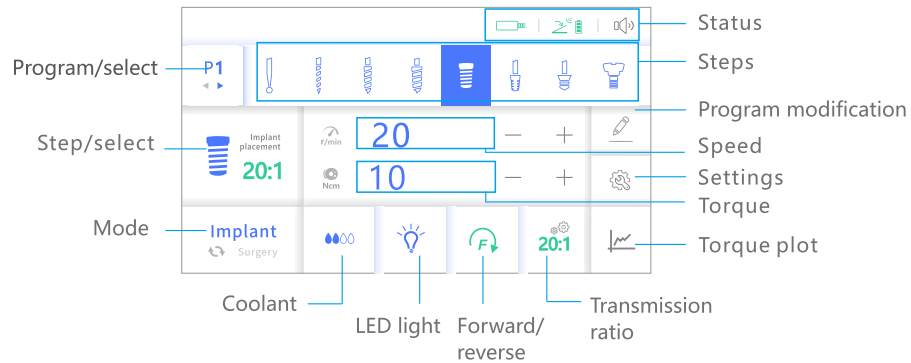 Status
Program/select
P1
Steps
Program modification
Step/select
Implant
placement
20:1
r/min
20
Speed
Ncm
10
Settings
Torque
Mode
Implant
Surgery
F
20:1
Torque plot
Coolant
LED light
Forward/
reverse
Transmission
ratio